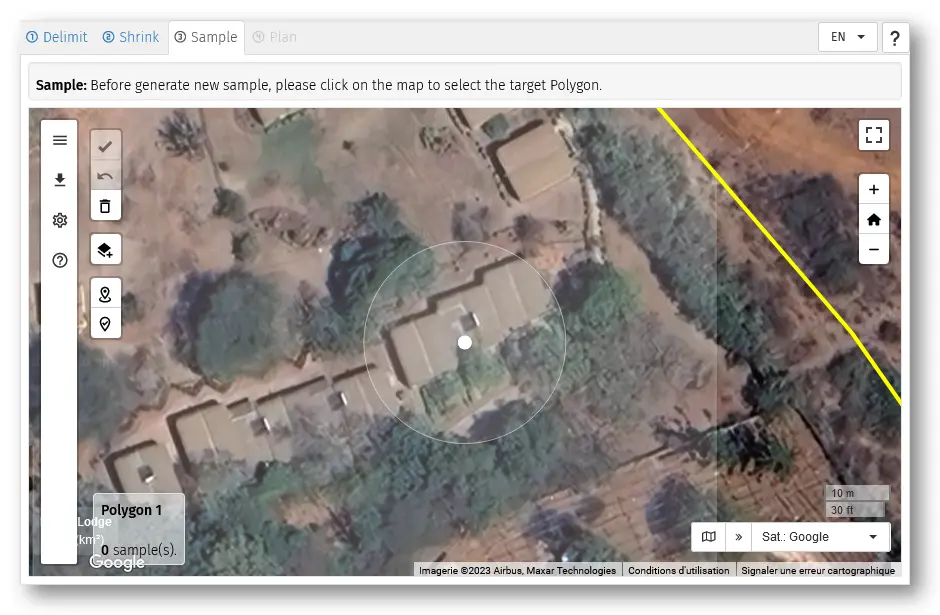 ① Delimit ② Shrink ③ Sample ④ Plan EN ?
Sample: Before generate new sample, please click on the map to select the target Polygon.
+
−
Polygon 1
Lodge
(km²)
0 sample(s).
Google
10 m
30 ft
» Sat.: Google
Imagerie ©2023 Airbus, Maxar Technologies Conditions d'utilisation Signaler une erreur cartographique